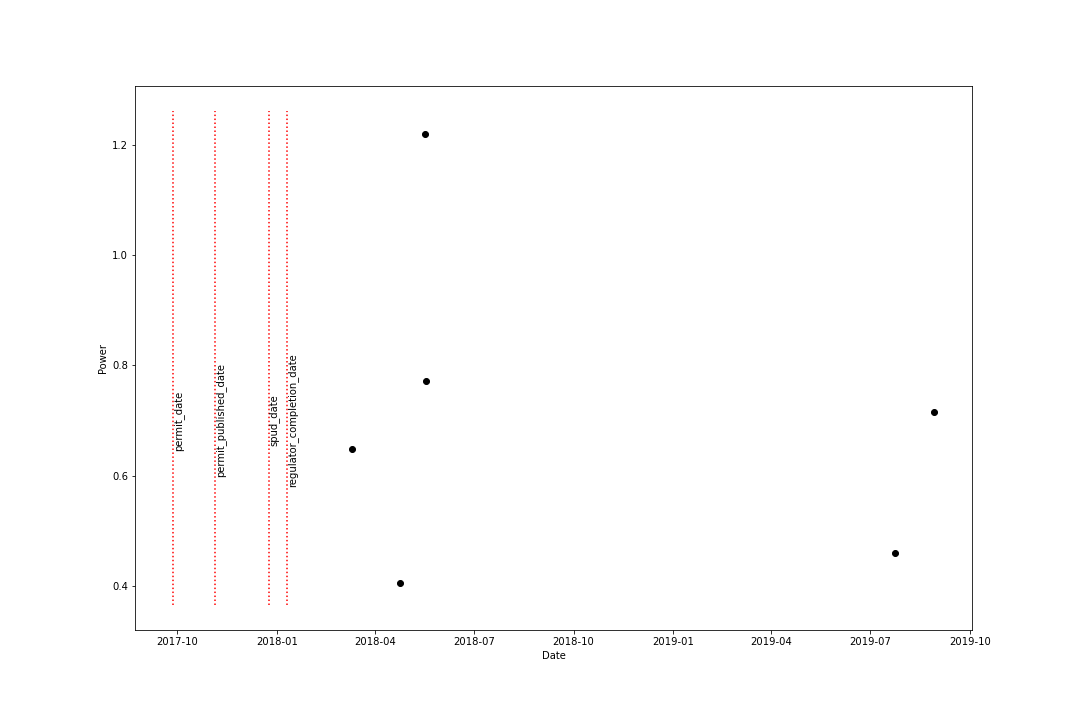 1.2
1.0
0.8
0.6
0.4
Power
permit_date
permit_published_date
spud_date
regulator_completion_date
2017-10 2018-01 2018-04 2018-07 2018-10 2019-01 2019-04 2019-07 2019-10
Date